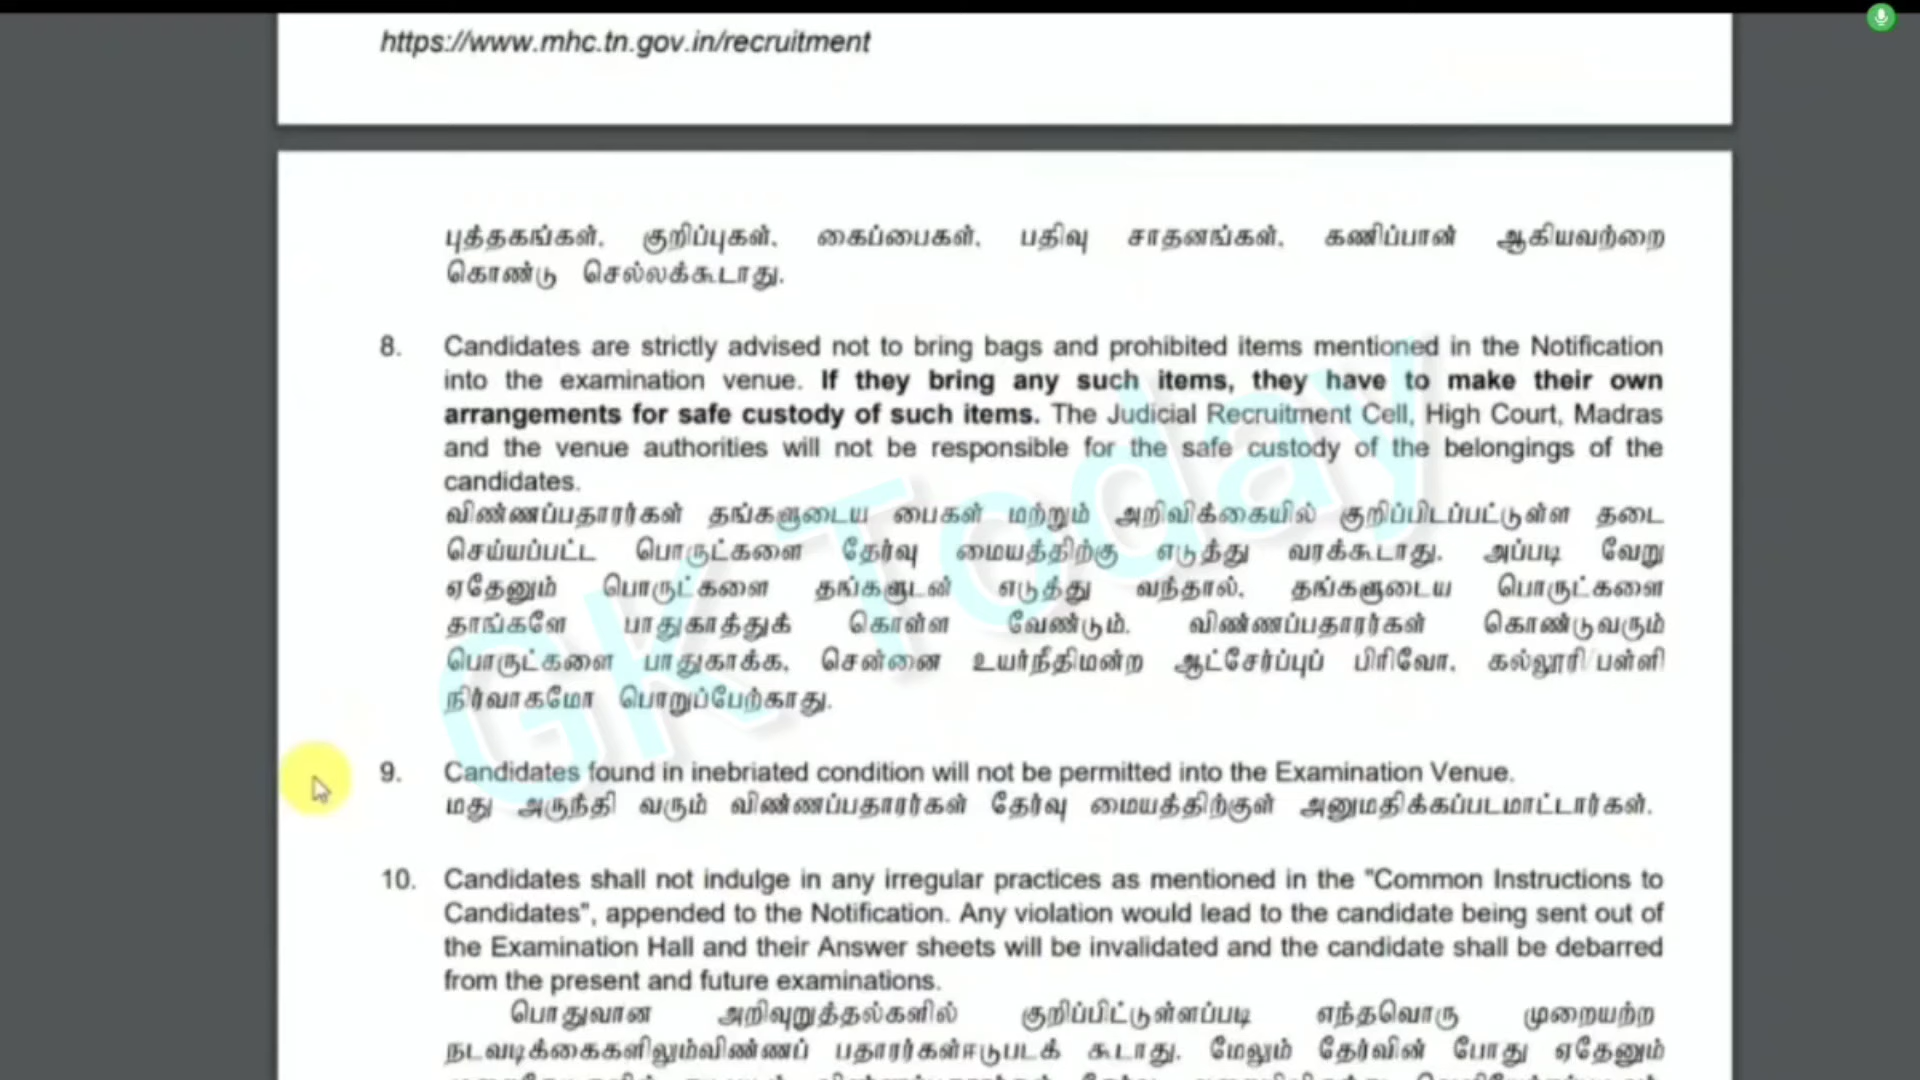 https://www.mhc.tn.gov.in/recruitment
புத்தகங்கள், குறிப்புகள், கைப்பைகள், பதிவு சாதனங்கள், கணிப்பான் ஆகியவற்றை
கொண்டு செல்லக்கூடாது.
8. Candidates are strictly advised not to bring bags and prohibited items mentioned in the Notification
into the examination venue. If they bring any such items, they have to make their own
arrangements for safe custody of such items. The Judicial Recruitment Cell, High Court, Madras
and the venue authorities will not be responsible for the safe custody of the belongings of the
candidates.
விண்ணப்பதாரர்கள் தங்களுடைய பைகள் மற்றும் அறிவிக்கையில் குறிப்பிடப்பட்டுள்ள தடை
செய்யப்பட்ட பொருட்களை தேர்வு மையத்திற்கு எடுத்து வரக்கூடாது. அப்படி வேறு
ஏதேனும் பொருட்களை தங்களுடன் எடுத்து வந்தால், தங்களுடைய பொருட்களை
தாங்களே பாதுகாத்துக் கொள்ள வேண்டும். விண்ணப்பதாரர்கள் கொண்டுவரும்
பொருட்களை பாதுகாக்க, சென்னை உயர்நீதிமன்ற ஆட்சேர்ப்புப் பிரிவோ, கல்லூரி/பள்ளி
நிர்வாகமோ பொறுப்பேற்காது.
GK Today
9. Candidates found in inebriated condition will not be permitted into the Examination Venue.
மது அருந்தி வரும் விண்ணப்பதாரர்கள் தேர்வு மையத்திற்குள் அனுமதிக்கப்படமாட்டார்கள்.
10. Candidates shall not indulge in any irregular practices as mentioned in the "Common Instructions to
Candidates", appended to the Notification. Any violation would lead to the candidate being sent out of
the Examination Hall and their Answer sheets will be invalidated and the candidate shall be debarred
from the present and future examinations.
பொதுவான அறிவுறுத்தல்களில் குறிப்பிட்டுள்ளப்படி எந்தவொரு முறையற்ற
நடவடிக்கைகளிலும்விண்ணப் பதாரர்கள்ஈடுபடக் கூடாது. மேலும் தேர்வின் போது ஏதேனும்